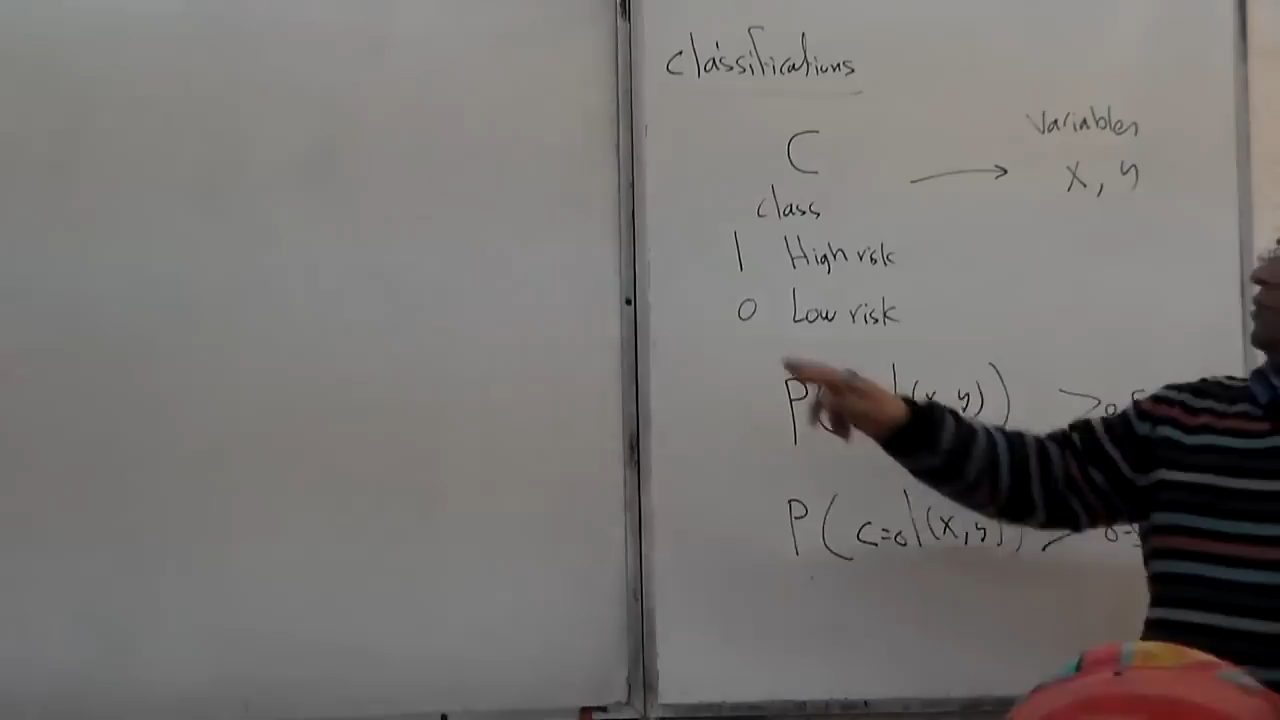 Classifications
Variables
C → x, y
class
1 High risk
0 Low risk
P( |(x, y)) >
P(c=0|(x,y)) >